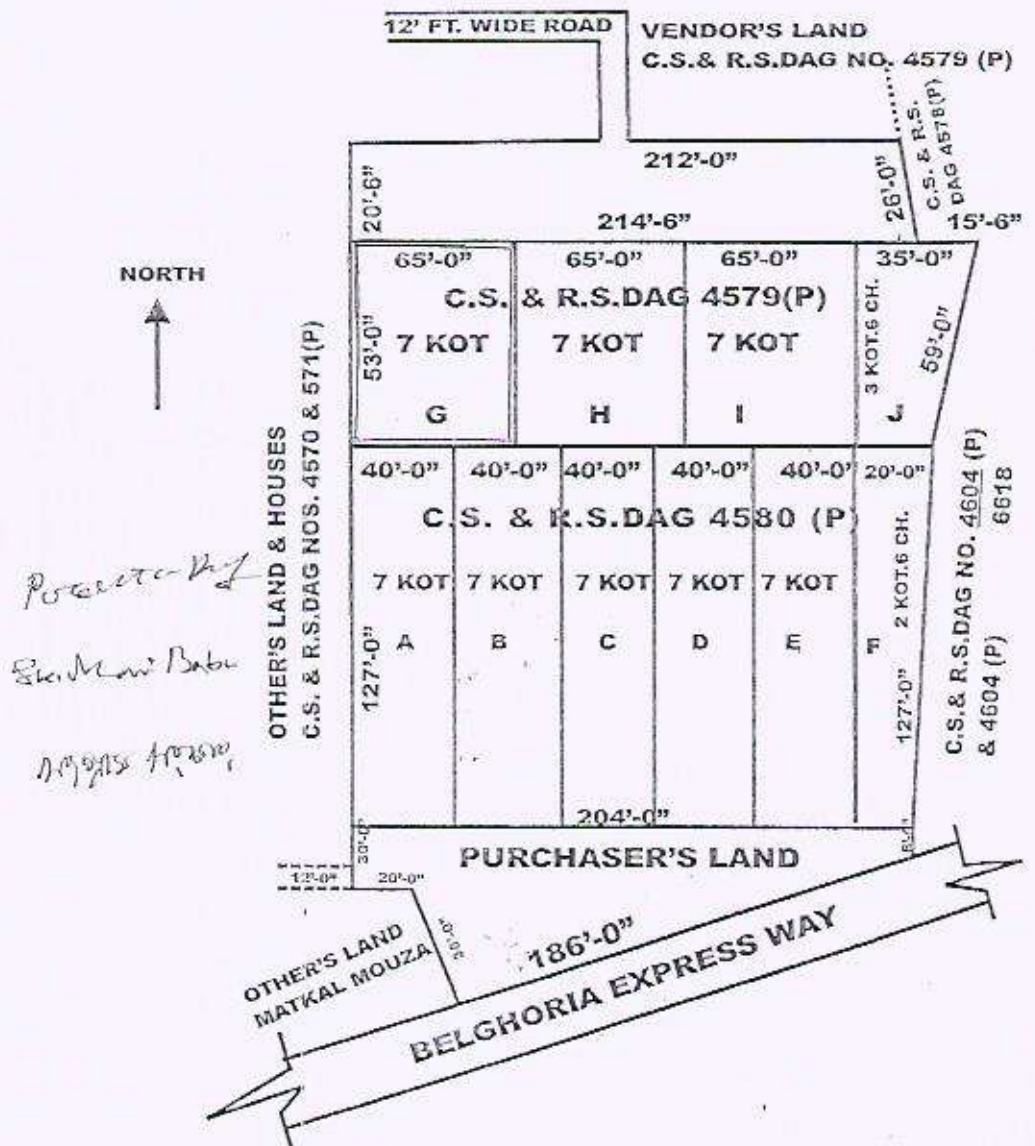 12' FT. WIDE ROAD
VENDOR'S LAND
C.S.& R.S.DAG NO. 4579 (P)
C.S. & R.S.
DAG 4578(P)
212'-0"
20'-6"
26'-0"
214'-6"
15'-6"
NORTH
65'-0" 65'-0" 65'-0" 35'-0"
C.S. & R.S.DAG 4579(P)
53'-0"
7 KOT 7 KOT 7 KOT
3 KOT.6 CH.
59'-0"
G H I J
OTHER'S LAND & HOUSES
C.S. & R.S.DAG NOS. 4570 & 571(P)
40'-0" 40'-0" 40'-0" 40'-0" 40'-0" 20'-0"
C.S. & R.S.DAG 4580 (P)
7 KOT 7 KOT 7 KOT 7 KOT 7 KOT
2 KOT.6 CH.
A B C D E F
127'-0"
127'-0"
C.S.& R.S.DAG NO. 4604 (P)
6618
& 4604 (P)
204'-0"
30'-0"
PURCHASER'S LAND
12'-0" 20'-0"
OTHER'S LAND
MATKAL MOUZA
186'-0"
BELGHORIA EXPRESS WAY